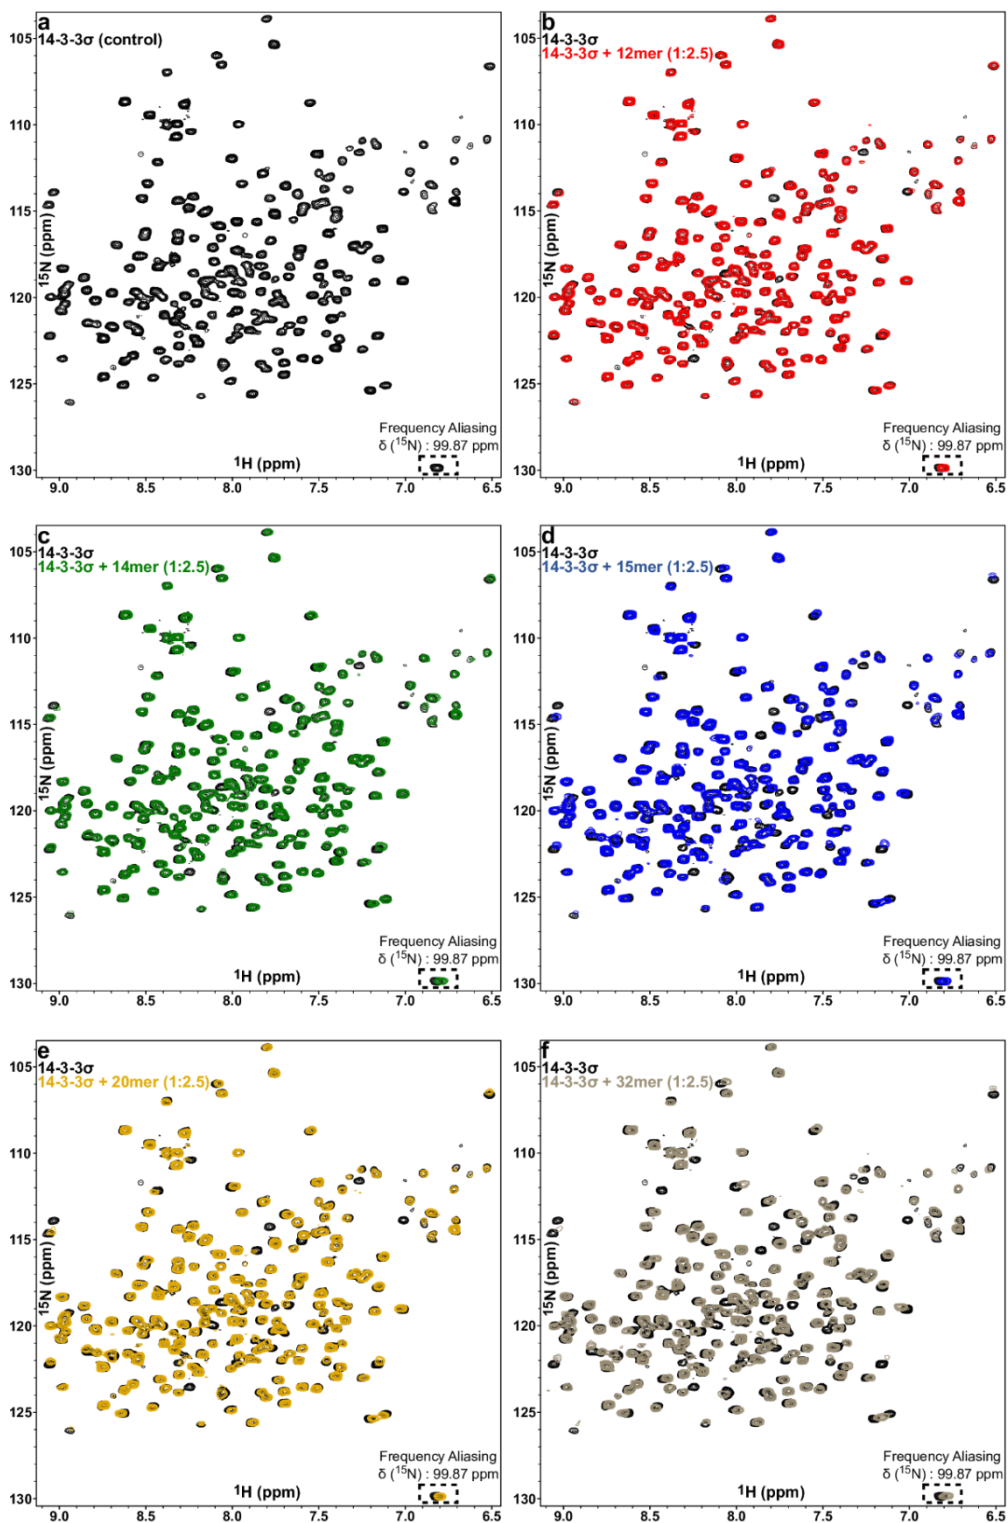 a
14-3-3σ (control)
105
110
115
120
125
130
¹⁵N (ppm)
Frequency Aliasing
δ (¹⁵N) : 99.87 ppm
¹H (ppm)
9.0 8.5 8.0 7.5 7.0 6.5
b
14-3-3σ
14-3-3σ + 12mer (1:2.5)
105
110
115
120
125
130
¹⁵N (ppm)
Frequency Aliasing
δ (¹⁵N) : 99.87 ppm
¹H (ppm)
9.0 8.5 8.0 7.5 7.0 6.5
c
14-3-3σ
14-3-3σ + 14mer (1:2.5)
105
110
115
120
125
130
¹⁵N (ppm)
Frequency Aliasing
δ (¹⁵N) : 99.87 ppm
¹H (ppm)
9.0 8.5 8.0 7.5 7.0 6.5
d
14-3-3σ
14-3-3σ + 15mer (1:2.5)
105
110
115
120
125
130
¹⁵N (ppm)
Frequency Aliasing
δ (¹⁵N) : 99.87 ppm
¹H (ppm)
9.0 8.5 8.0 7.5 7.0 6.5
e
14-3-3σ
14-3-3σ + 20mer (1:2.5)
105
110
115
120
125
130
¹⁵N (ppm)
Frequency Aliasing
δ (¹⁵N) : 99.87 ppm
¹H (ppm)
9.0 8.5 8.0 7.5 7.0 6.5
f
14-3-3σ
14-3-3σ + 32mer (1:2.5)
105
110
115
120
125
130
¹⁵N (ppm)
Frequency Aliasing
δ (¹⁵N) : 99.87 ppm
¹H (ppm)
9.0 8.5 8.0 7.5 7.0 6.5